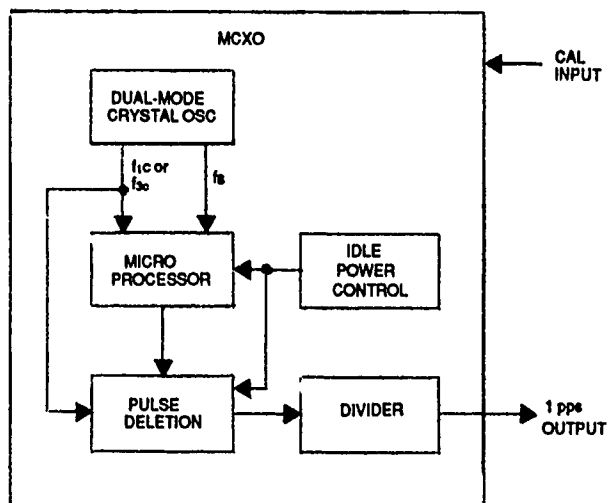 MCXO
CAL
INPUT
DUAL-MODE
CRYSTAL OSC
f1c or
f3c
fB
MICRO
PROCESSOR
IDLE
POWER
CONTROL
PULSE
DELETION
DIVIDER
1 pps
OUTPUT